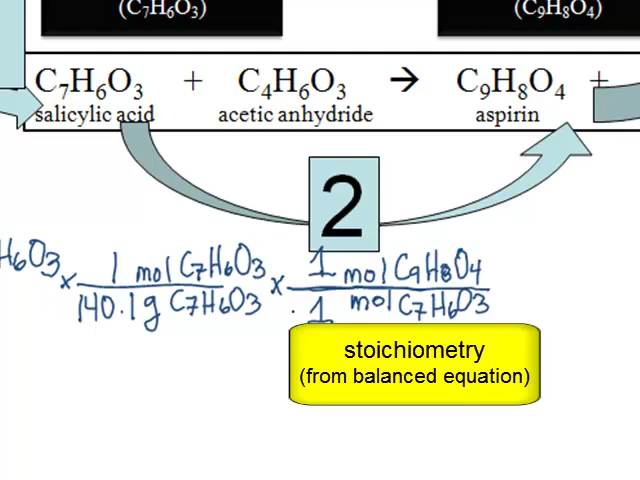 (C₇H₆O₃) (C₉H₈O₄)
C₇H₆O₃ + C₄H₆O₃ → C₉H₈O₄ +
salicylic acid acetic anhydride aspirin
2
H₆O₃ × 1 mol C₇H₆O₃ × 1 mol C₉H₈O₄
140.1g C₇H₆O₃ 1 mol C₇H₆O₃
stoichiometry
(from balanced equation)